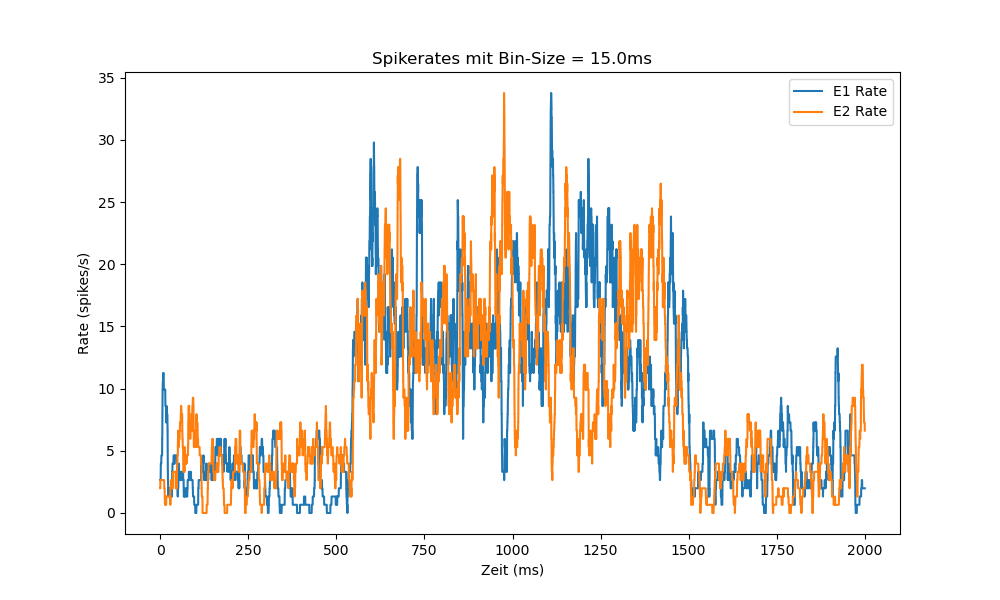 Spikerates mit Bin-Size = 15.0ms
E1 Rate
E2 Rate
Rate (spikes/s)
35
30
25
20
15
10
5
0
0 250 500 750 1000 1250 1500 1750 2000
Zeit (ms)